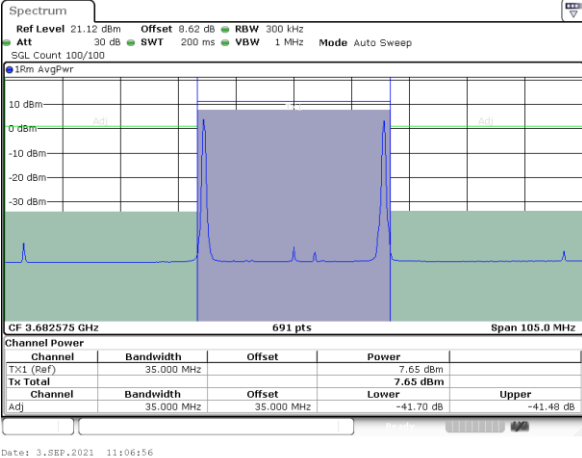 Spectrum
Ref Level 21.12 dBm Offset 8.62 dB RBW 300 kHz
Att 30 dB SWT 200 ms VBW 1 MHz Mode Auto Sweep
SGL Count 100/100
1Rm AvgPwr
10 dBm
Adj Adj
0 dBm
-10 dBm
-20 dBm
-30 dBm
CF 3.682575 GHz 691 pts Span 105.0 MHz
Channel Power
Channel Bandwidth Offset Power
TX1 (Ref) 35.000 MHz 7.65 dBm
Tx Total 7.65 dBm
Channel Bandwidth Offset Lower Upper
Adj 35.000 MHz 35.000 MHz -41.70 dB -41.48 dB
Ready
Date: 3.SEP.2021 11:06:56